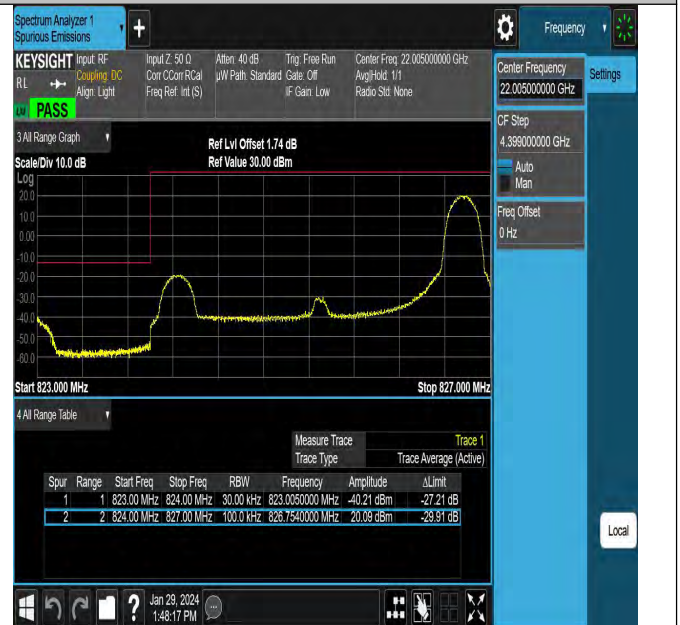 Spectrum Analyzer 1
Spurious Emissions
Frequency
KEYSIGHT
RL
Input: RF
Coupling: DC
Align: Light
Input Z: 50 Ω
Corr CCorr RCal
Freq Ref: Int (S)
Atten: 40 dB
µW Path: Standard
Trig: Free Run
Gate: Off
IF Gain: Low
Center Freq: 22.005000000 GHz
Avg|Hold: 1/1
Radio Std: None
PASS
Center Frequency
22.005000000 GHz
Settings
CF Step
4.399000000 GHz
Auto
Man
Freq Offset
0 Hz
3 All Range Graph
Scale/Div 10.0 dB
Ref Lvl Offset 1.74 dB
Ref Value 30.00 dBm
Log
20.0
10.0
0.00
-10.0
-20.0
-30.0
-40.0
-50.0
-60.0
Start 823.000 MHz
Stop 827.000 MHz
4 All Range Table
Measure Trace Trace 1
Trace Type Trace Average (Active)
Spur Range Start Freq Stop Freq RBW Frequency Amplitude ΔLimit
1 1 823.00 MHz 824.00 MHz 30.00 kHz 823.0050000 MHz -40.21 dBm -27.21 dB
2 2 824.00 MHz 827.00 MHz 100.0 kHz 826.7540000 MHz 20.09 dBm -29.91 dB
Local
?
Jan 29, 2024
1:48:17 PM